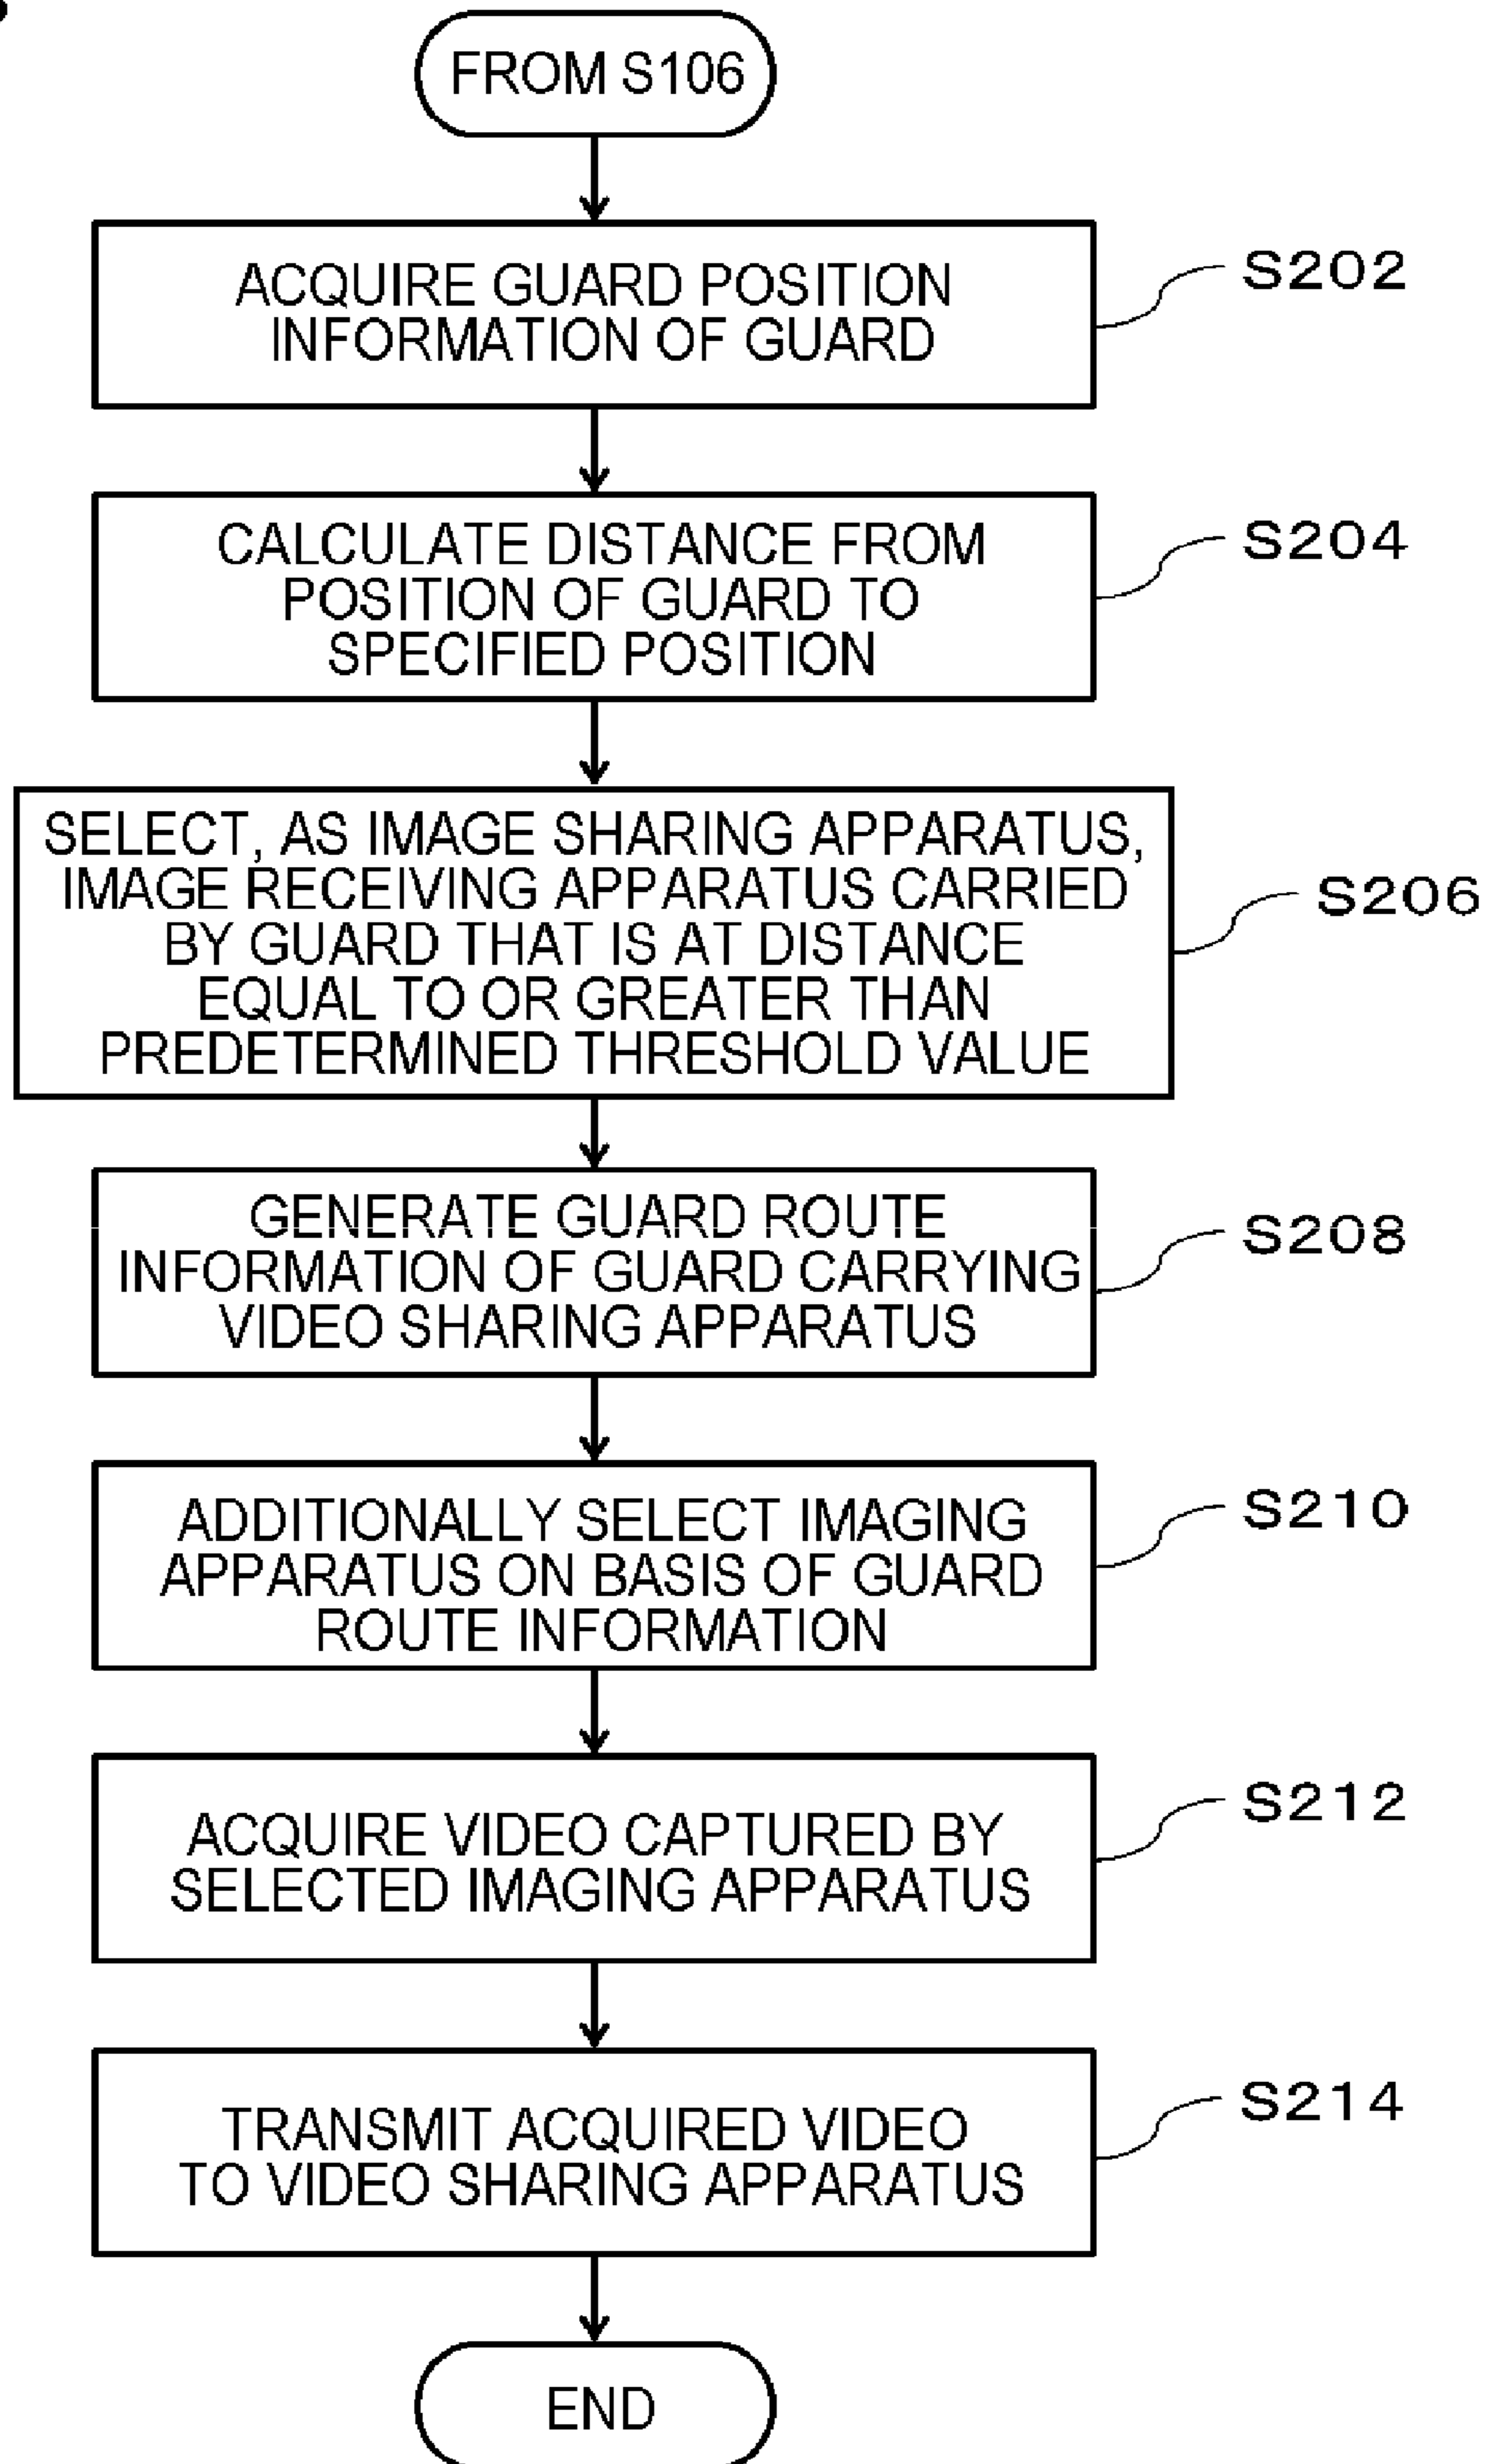 FROM S106
ACQUIRE GUARD POSITION
INFORMATION OF GUARD
S202
CALCULATE DISTANCE FROM
POSITION OF GUARD TO
SPECIFIED POSITION
S204
SELECT, AS IMAGE SHARING APPARATUS,
IMAGE RECEIVING APPARATUS CARRIED
BY GUARD THAT IS AT DISTANCE
EQUAL TO OR GREATER THAN
PREDETERMINED THRESHOLD VALUE
S206
GENERATE GUARD ROUTE
INFORMATION OF GUARD CARRYING
VIDEO SHARING APPARATUS
S208
ADDITIONALLY SELECT IMAGING
APPARATUS ON BASIS OF GUARD
ROUTE INFORMATION
S210
ACQUIRE VIDEO CAPTURED BY
SELECTED IMAGING APPARATUS
S212
TRANSMIT ACQUIRED VIDEO
TO VIDEO SHARING APPARATUS
S214
END